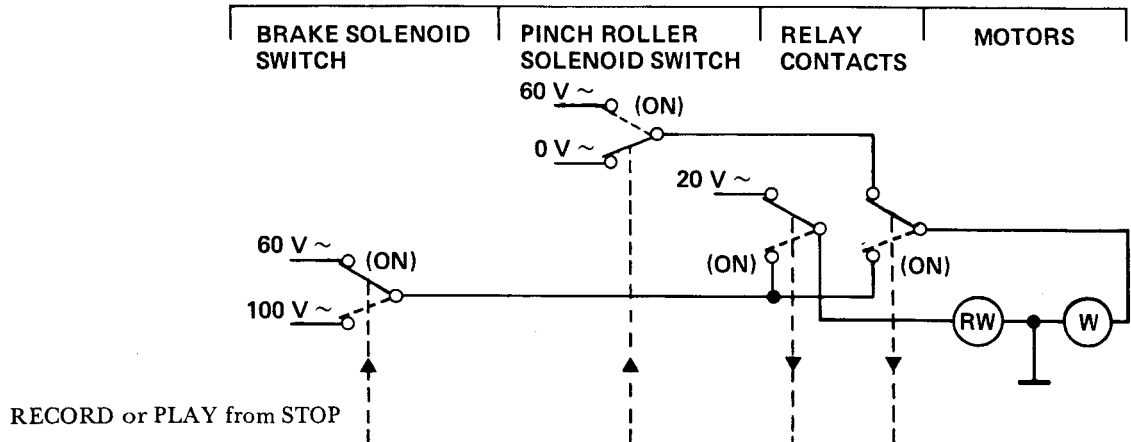 BRAKE SOLENOID
SWITCH
PINCH ROLLER
SOLENOID SWITCH
RELAY
CONTACTS
MOTORS
60 V ~
(ON)
0 V ~
20 V ~
60 V ~
(ON)
(ON)
(ON)
100 V ~
RW
W
RECORD or PLAY from STOP